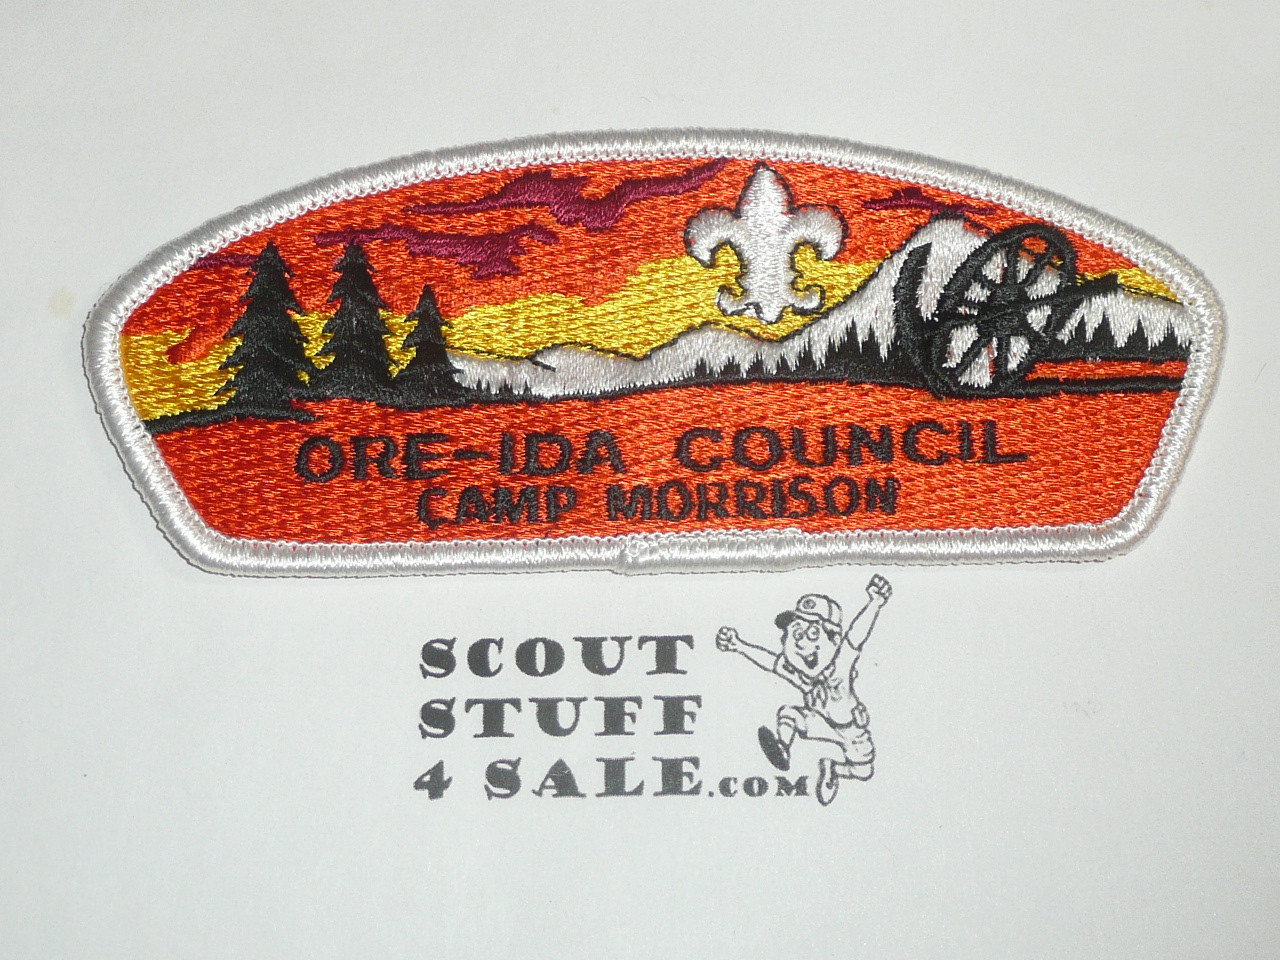 ORE-IDA COUNCIL
CAMP MORRISON
SCOUT
STUFF
4 SALE.COM